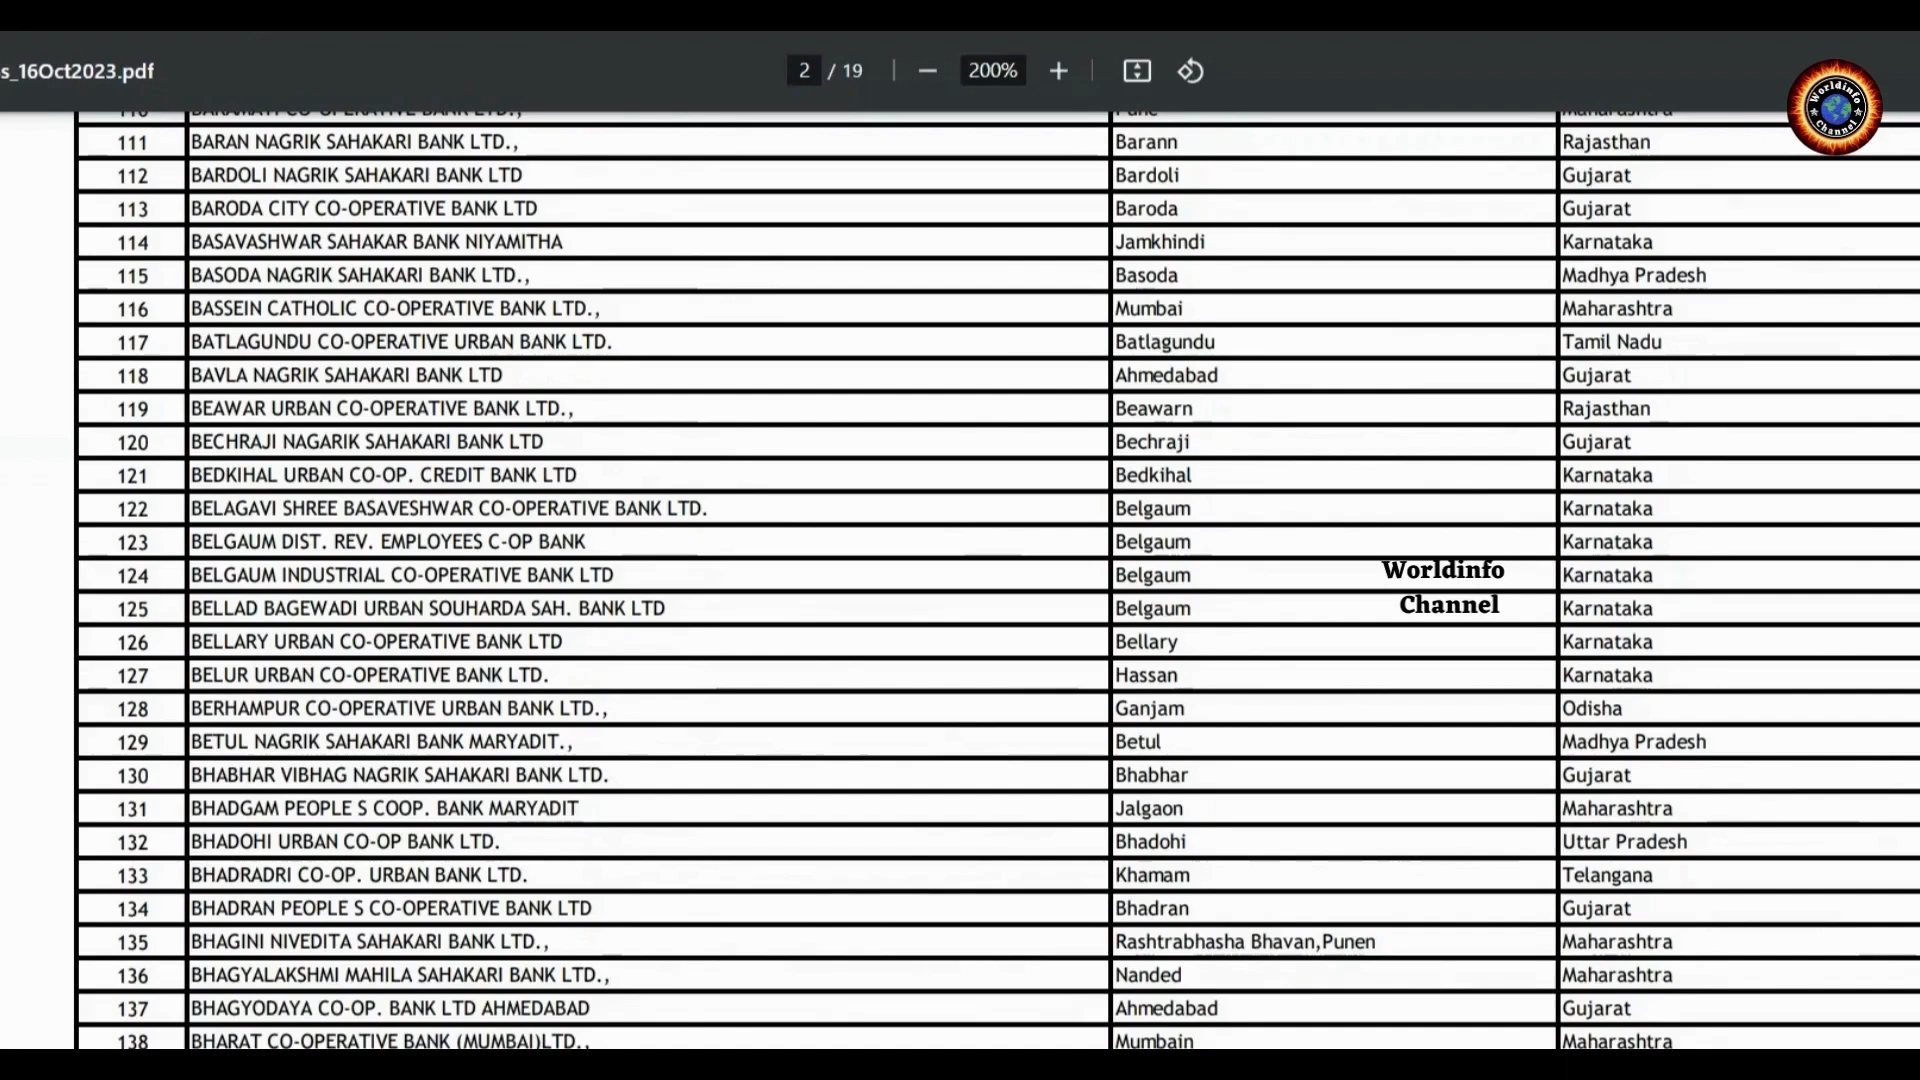 s_16Oct2023.pdf 2 / 19 200%
Worldinfo Channel
110 BARAMATI CO-OPERATIVE BANK LTD., Pune Maharashtra
111 BARAN NAGRIK SAHAKARI BANK LTD., Barann Rajasthan
112 BARDOLI NAGRIK SAHAKARI BANK LTD Bardoli Gujarat
113 BARODA CITY CO-OPERATIVE BANK LTD Baroda Gujarat
114 BASAVASHWAR SAHAKAR BANK NIYAMITHA Jamkhindi Karnataka
115 BASODA NAGRIK SAHAKARI BANK LTD., Basoda Madhya Pradesh
116 BASSEIN CATHOLIC CO-OPERATIVE BANK LTD., Mumbai Maharashtra
117 BATLAGUNDU CO-OPERATIVE URBAN BANK LTD. Batlagundu Tamil Nadu
118 BAVLA NAGRIK SAHAKARI BANK LTD Ahmedabad Gujarat
119 BEAWAR URBAN CO-OPERATIVE BANK LTD., Beawarn Rajasthan
120 BECHRAJI NAGARIK SAHAKARI BANK LTD Bechraji Gujarat
121 BEDKIHAL URBAN CO-OP. CREDIT BANK LTD Bedkihal Karnataka
122 BELAGAVI SHREE BASAVESHWAR CO-OPERATIVE BANK LTD. Belgaum Karnataka
123 BELGAUM DIST. REV. EMPLOYEES C-OP BANK Belgaum Karnataka
124 BELGAUM INDUSTRIAL CO-OPERATIVE BANK LTD Belgaum Karnataka
Worldinfo
Channel
125 BELLAD BAGEWADI URBAN SOUHARDA SAH. BANK LTD Belgaum Karnataka
126 BELLARY URBAN CO-OPERATIVE BANK LTD Bellary Karnataka
127 BELUR URBAN CO-OPERATIVE BANK LTD. Hassan Karnataka
128 BERHAMPUR CO-OPERATIVE URBAN BANK LTD., Ganjam Odisha
129 BETUL NAGRIK SAHAKARI BANK MARYADIT., Betul Madhya Pradesh
130 BHABHAR VIBHAG NAGRIK SAHAKARI BANK LTD. Bhabhar Gujarat
131 BHADGAM PEOPLE S COOP. BANK MARYADIT Jalgaon Maharashtra
132 BHADOHI URBAN CO-OP BANK LTD. Bhadohi Uttar Pradesh
133 BHADRADRI CO-OP. URBAN BANK LTD. Khamam Telangana
134 BHADRAN PEOPLE S CO-OPERATIVE BANK LTD Bhadran Gujarat
135 BHAGINI NIVEDITA SAHAKARI BANK LTD., Rashtrabhasha Bhavan,Punen Maharashtra
136 BHAGYALAKSHMI MAHILA SAHAKARI BANK LTD., Nanded Maharashtra
137 BHAGYODAYA CO-OP. BANK LTD AHMEDABAD Ahmedabad Gujarat
138 BHARAT CO-OPERATIVE BANK (MUMBAI)LTD., Mumbain Maharashtra